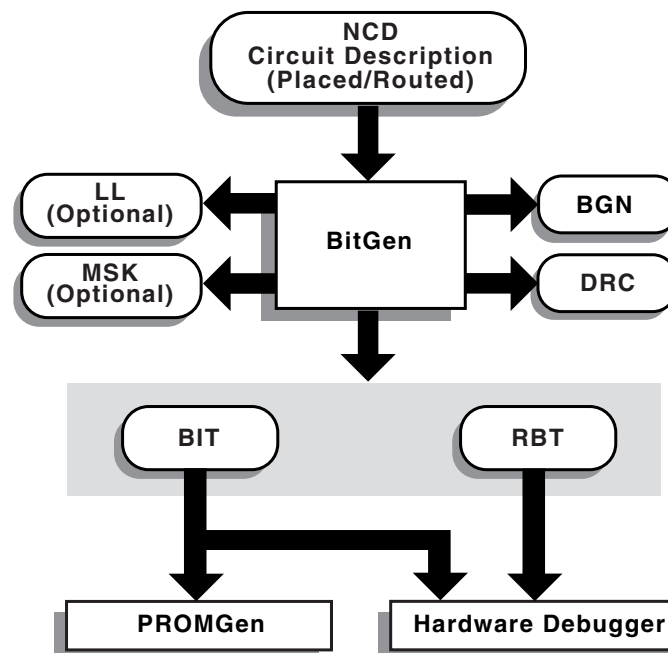 NCD
Circuit Description
(Placed/Routed)
LL
(Optional)
BGN
BitGen
MSK
(Optional)
DRC
BIT
RBT
PROMGen
Hardware Debugger